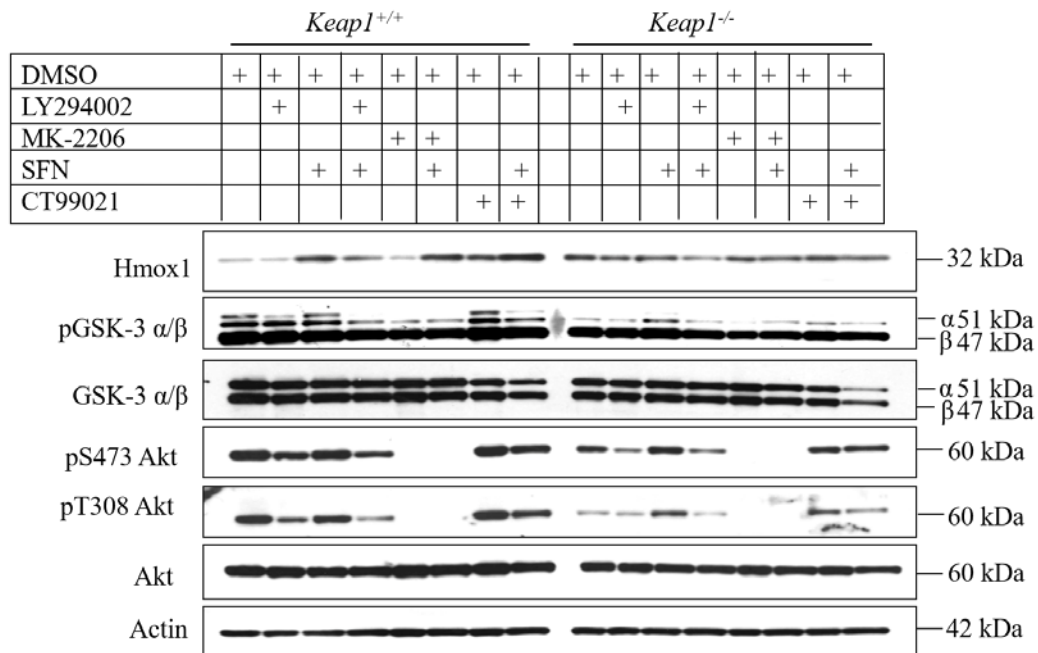 Keap1+/+ Keap1-/-
DMSO + + + + + + + + + + + + + + + +
LY294002 + + + +
MK-2206 + + + +
SFN + + + + + + + +
CT99021 + + + +
Hmox1 32 kDa
pGSK-3 α/β α 51 kDa
β 47 kDa
GSK-3 α/β α 51 kDa
β 47 kDa
pS473 Akt 60 kDa
pT308 Akt 60 kDa
Akt 60 kDa
Actin 42 kDa